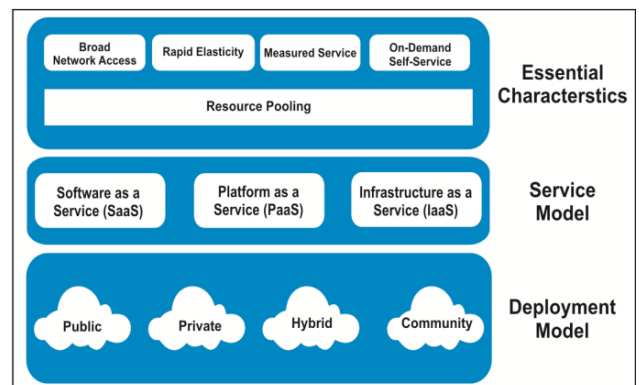 Broad
Network Access
Rapid Elasticity
Measured Service
On-Demand
Self-Service
Resource Pooling
Essential
Characterstics
Software as a
Service (SaaS)
Platform as a
Service (PaaS)
Infrastructure as a
Service (IaaS)
Service
Model
Public
Private
Hybrid
Community
Deployment
Model